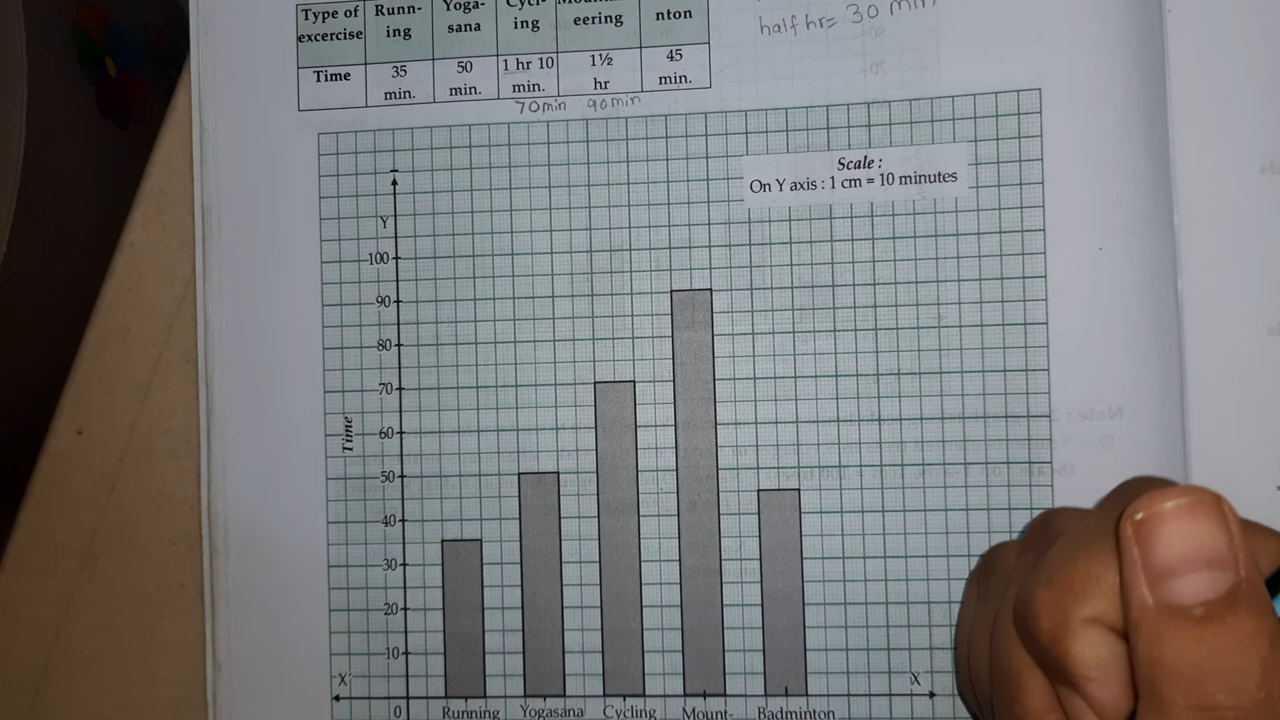 Type of Runn- Yoga- Cycl- Mount-
excercise ing sana ing eering nton
Time 35 min. 50 min. 1 hr 10 min. 1½ hr 45 min.
70min 90min
half hr= 30 min
Scale :
On Y axis : 1 cm = 10 minutes
Y
100
90
80
70
60
50
40
30
20
10
Time
X'
X
0 Running Yogasana Cycling Mount- Badminton